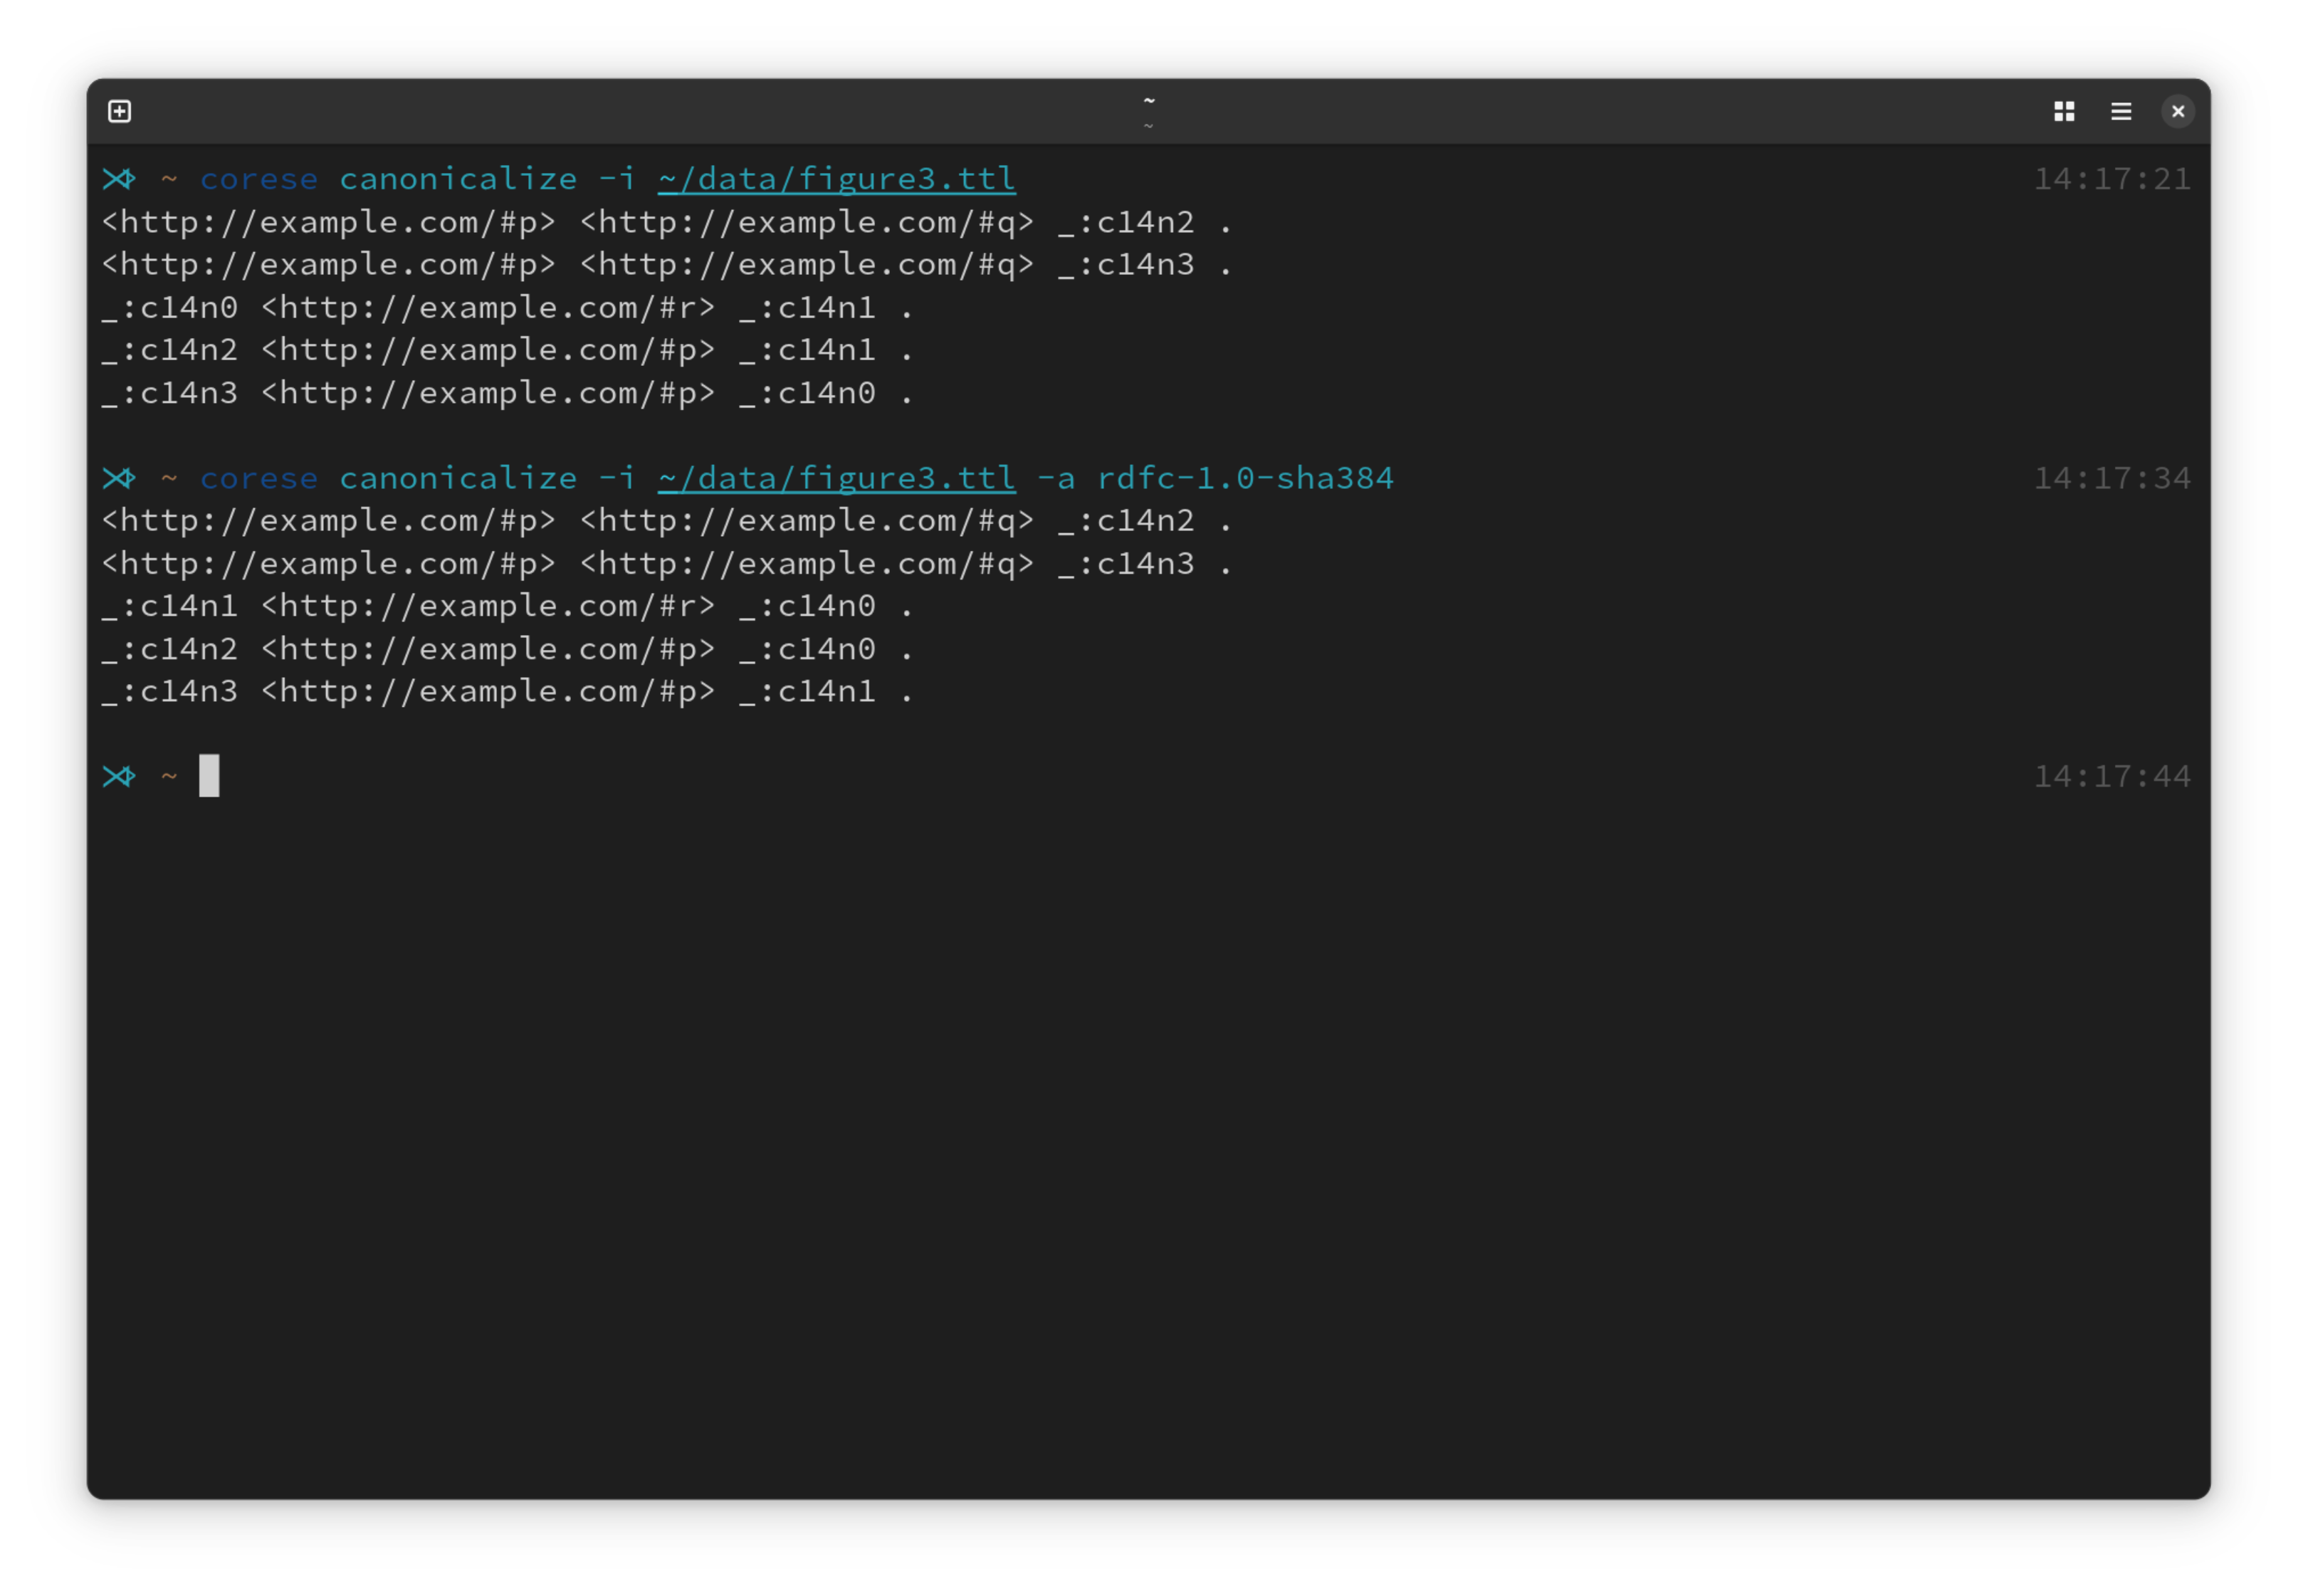 ~
~
~ corese canonicalize -i ~/data/figure3.ttl 14:17:21
<http://example.com/#p> <http://example.com/#q> _:c14n2 .
<http://example.com/#p> <http://example.com/#q> _:c14n3 .
_:c14n0 <http://example.com/#r> _:c14n1 .
_:c14n2 <http://example.com/#p> _:c14n1 .
_:c14n3 <http://example.com/#p> _:c14n0 .
~ corese canonicalize -i ~/data/figure3.ttl -a rdfc-1.0-sha384 14:17:34
<http://example.com/#p> <http://example.com/#q> _:c14n2 .
<http://example.com/#p> <http://example.com/#q> _:c14n3 .
_:c14n1 <http://example.com/#r> _:c14n0 .
_:c14n2 <http://example.com/#p> _:c14n0 .
_:c14n3 <http://example.com/#p> _:c14n1 .
~ 14:17:44